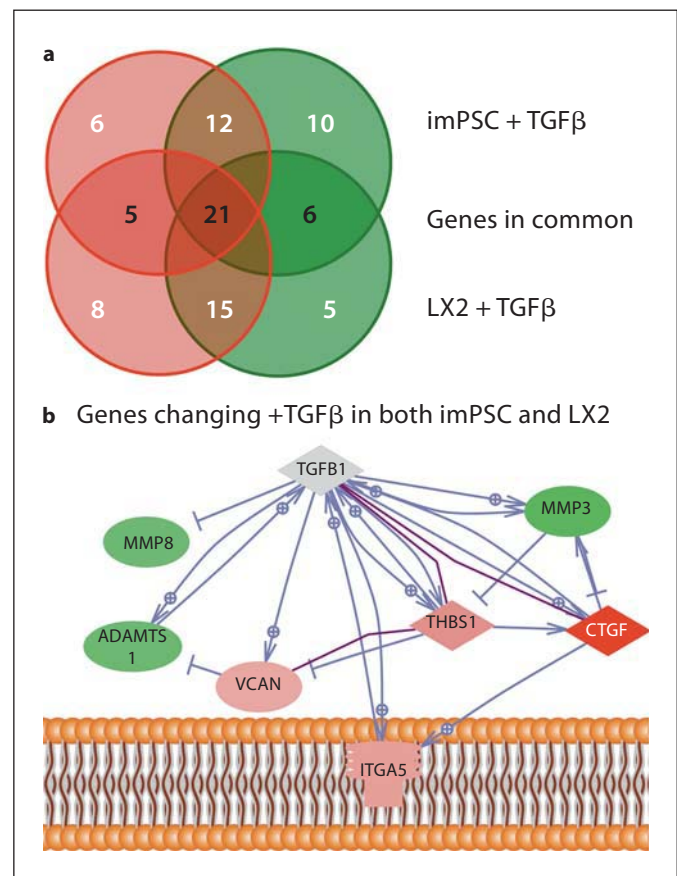 a
6 12 10 imPSC + TGFβ
5 21 6 Genes in common
8 15 5 LX2 + TGFβ
b Genes changing +TGFβ in both imPSC and LX2
TGFB1
MMP3
MMP8
THBS1
CTGF
ADAMTS
1
VCAN
ITGA5